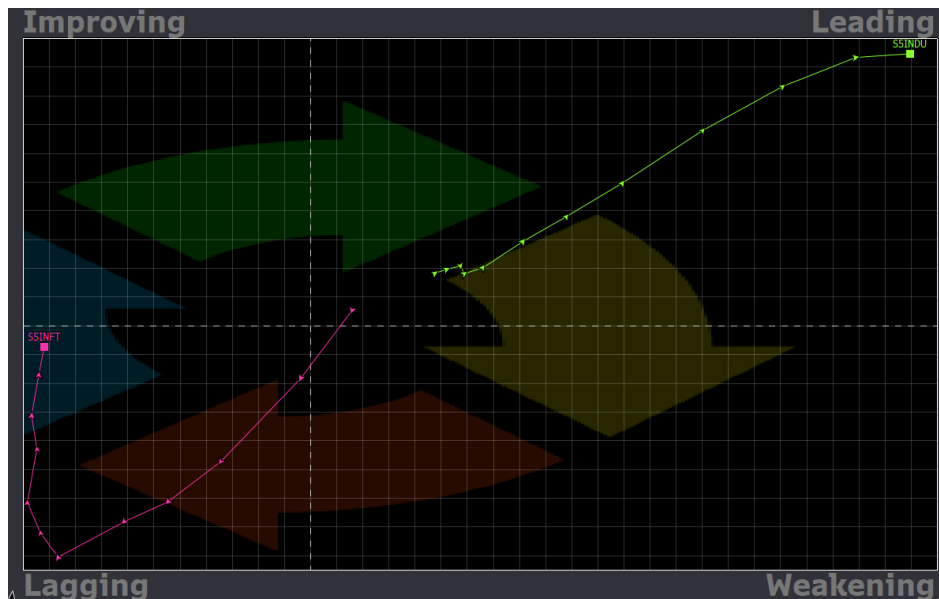 Improving
Leading
S5INDU
S5INFT
Lagging
Weakening